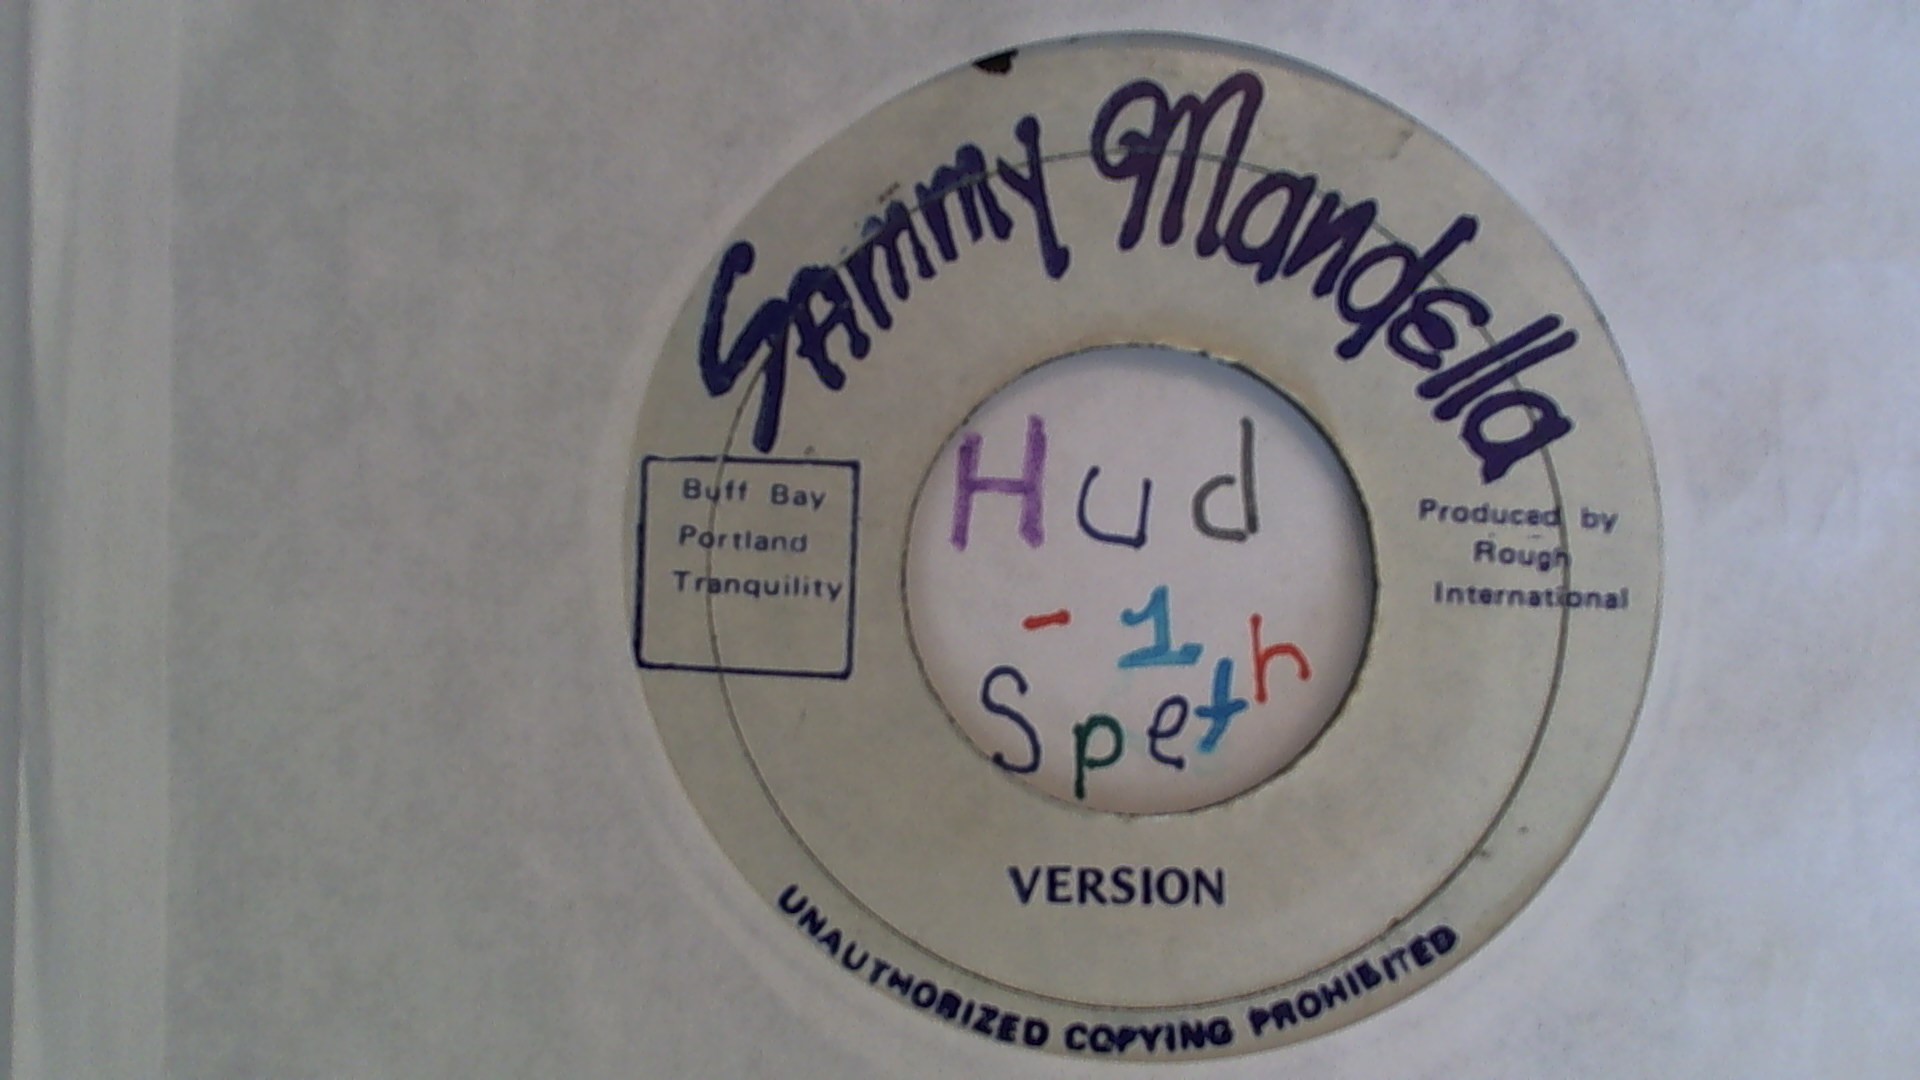 Sammy Mandella
Buff Bay
Portland
Tranquility
Hud
- 1
Speth
Produced by
Rough
International
VERSION
UNAUTHORIZED COPYING PROHIBITED